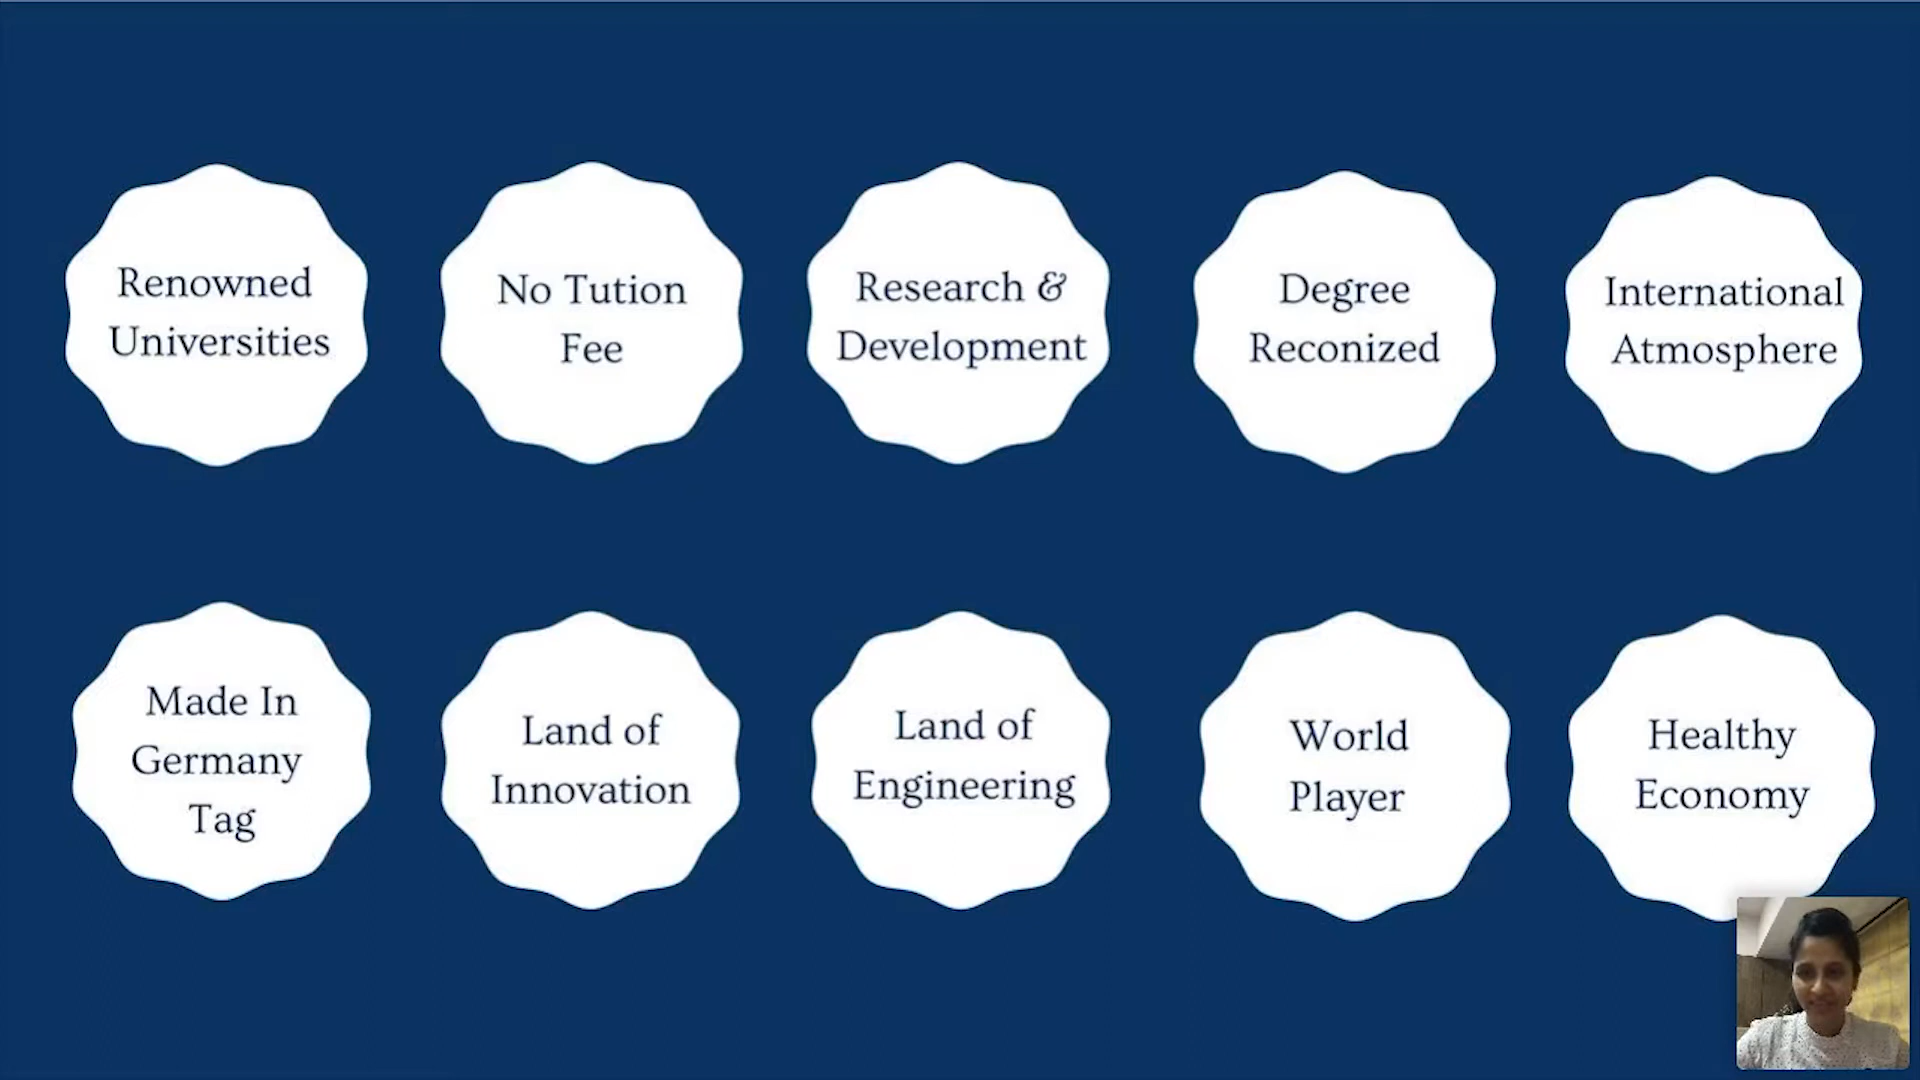 Renowned
Universities
No Tution
Fee
Research &
Development
Degree
Reconized
International
Atmosphere
Made In
Germany
Tag
Land of
Innovation
Land of
Engineering
World
Player
Healthy
Economy